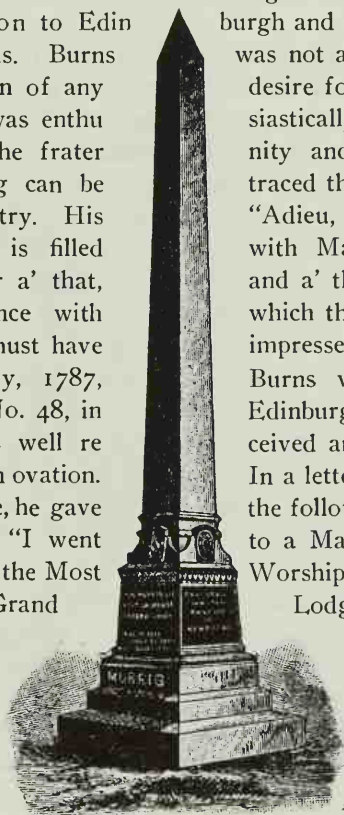 on to Edin burgh and
s. Burns was not a
n of any desire fo
was enthu siastically
he frater nity and
g can be traced th
try. His “Adieu,
is filled with Ma
r a' that, and a' th
nce with which th
must have impresse
y, 1787, Burns
No. 48, in Edinburg
well re ceived an
n ovation. In a lette
e, he gave the follow
“I went to a Ma
the Most Worship
Grand Lodg